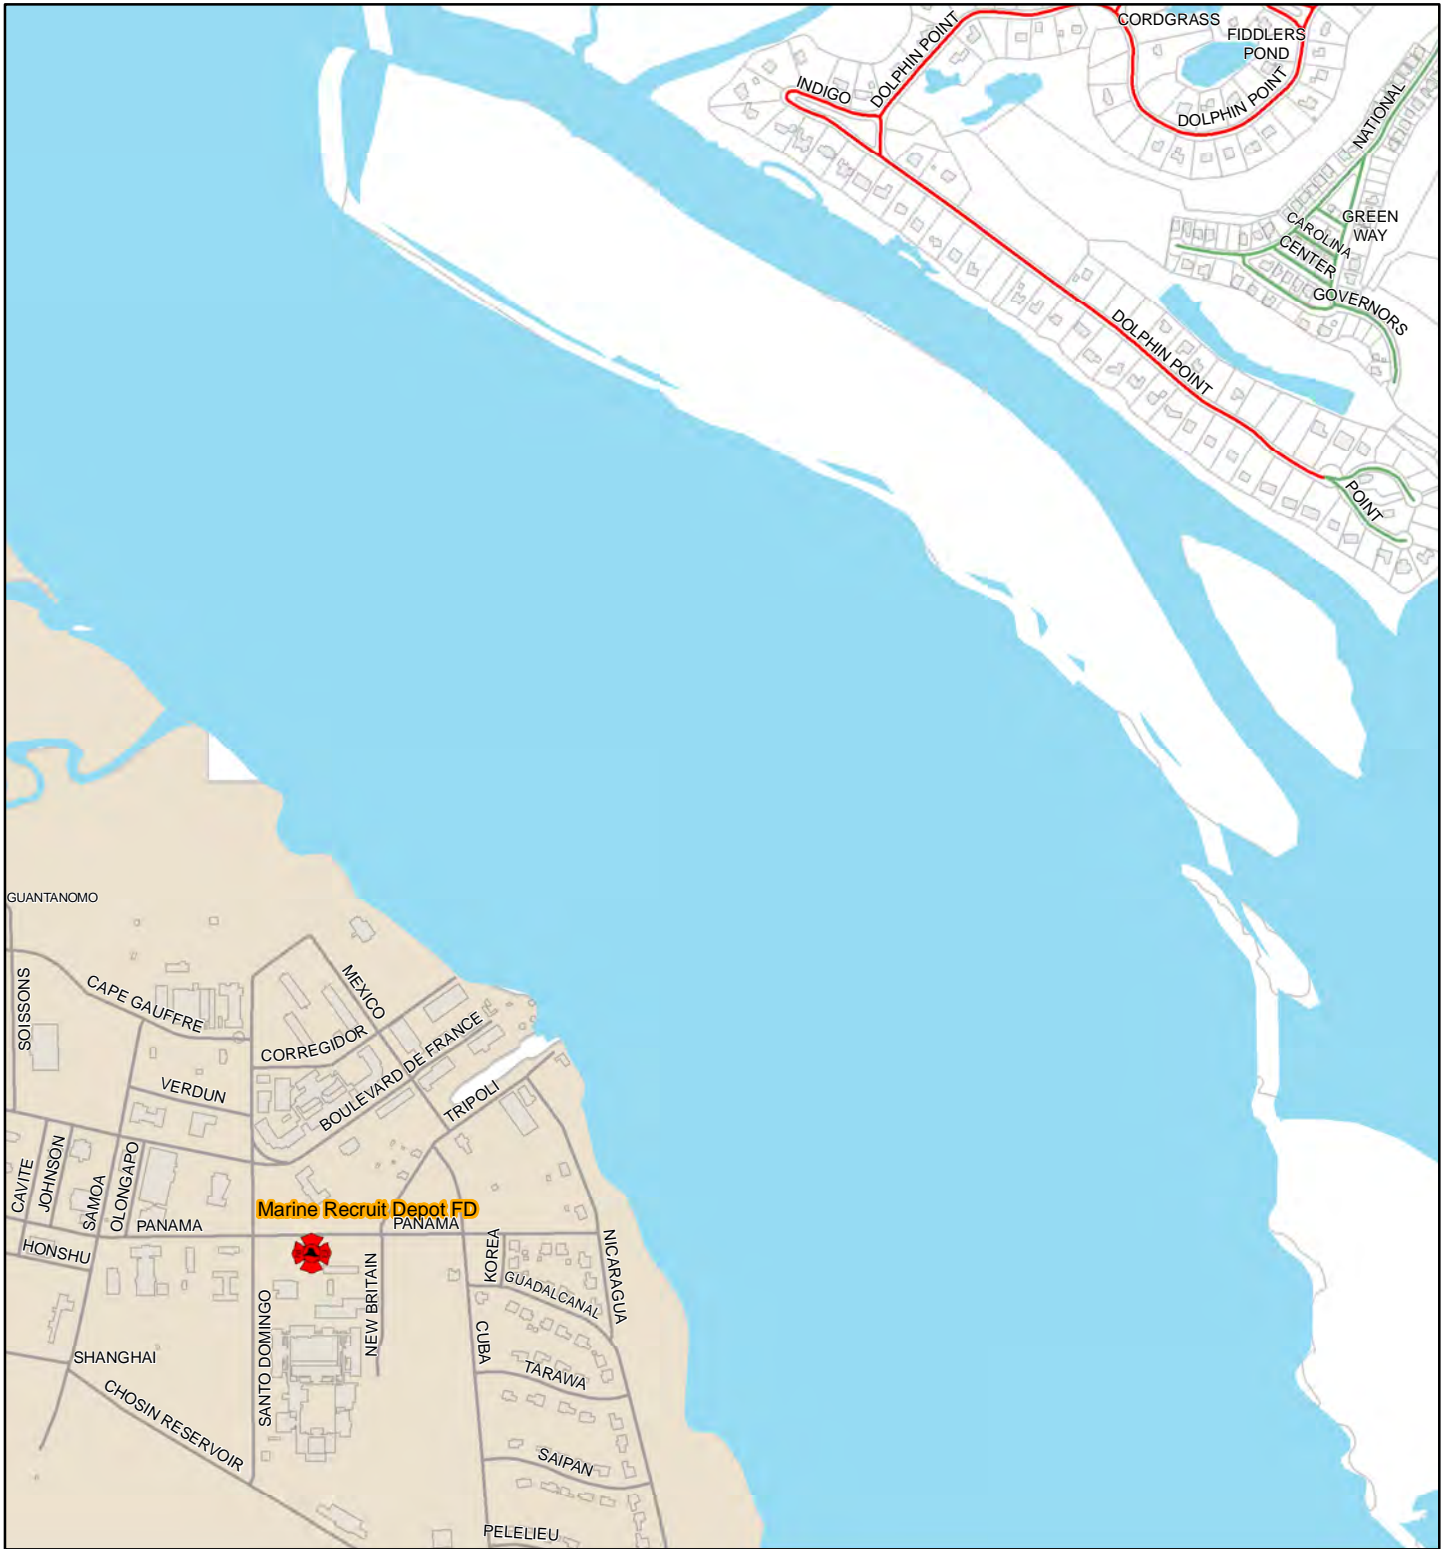 CORDGRASS
FIDDLERS
POND
DOLPHIN POINT
INDIGO
DOLPHIN POINT
NATIONAL
GREEN
WAY
CAROLINA
CENTER
GOVERNORS
DOLPHIN POINT
POINT
GUANTANOMO
SOISSONS
CAPE GAUFFRE
MEXICO
CORREGIDOR
BOULEVARD DE FRANCE
VERDUN
TRIPOLI
CAVITE
JOHNSON
SAMOA
OLONGAPO
Marine Recruit Depot FD
PANAMA
PANAMA
HONSHU
KOREA
NICARAGUA
GUADALCANAL
NEW BRITAIN
SANTO DOMINGO
CUBA
SHANGHAI
TARAWA
CHOSIN RESERVOIR
SAIPAN
PELELIEU